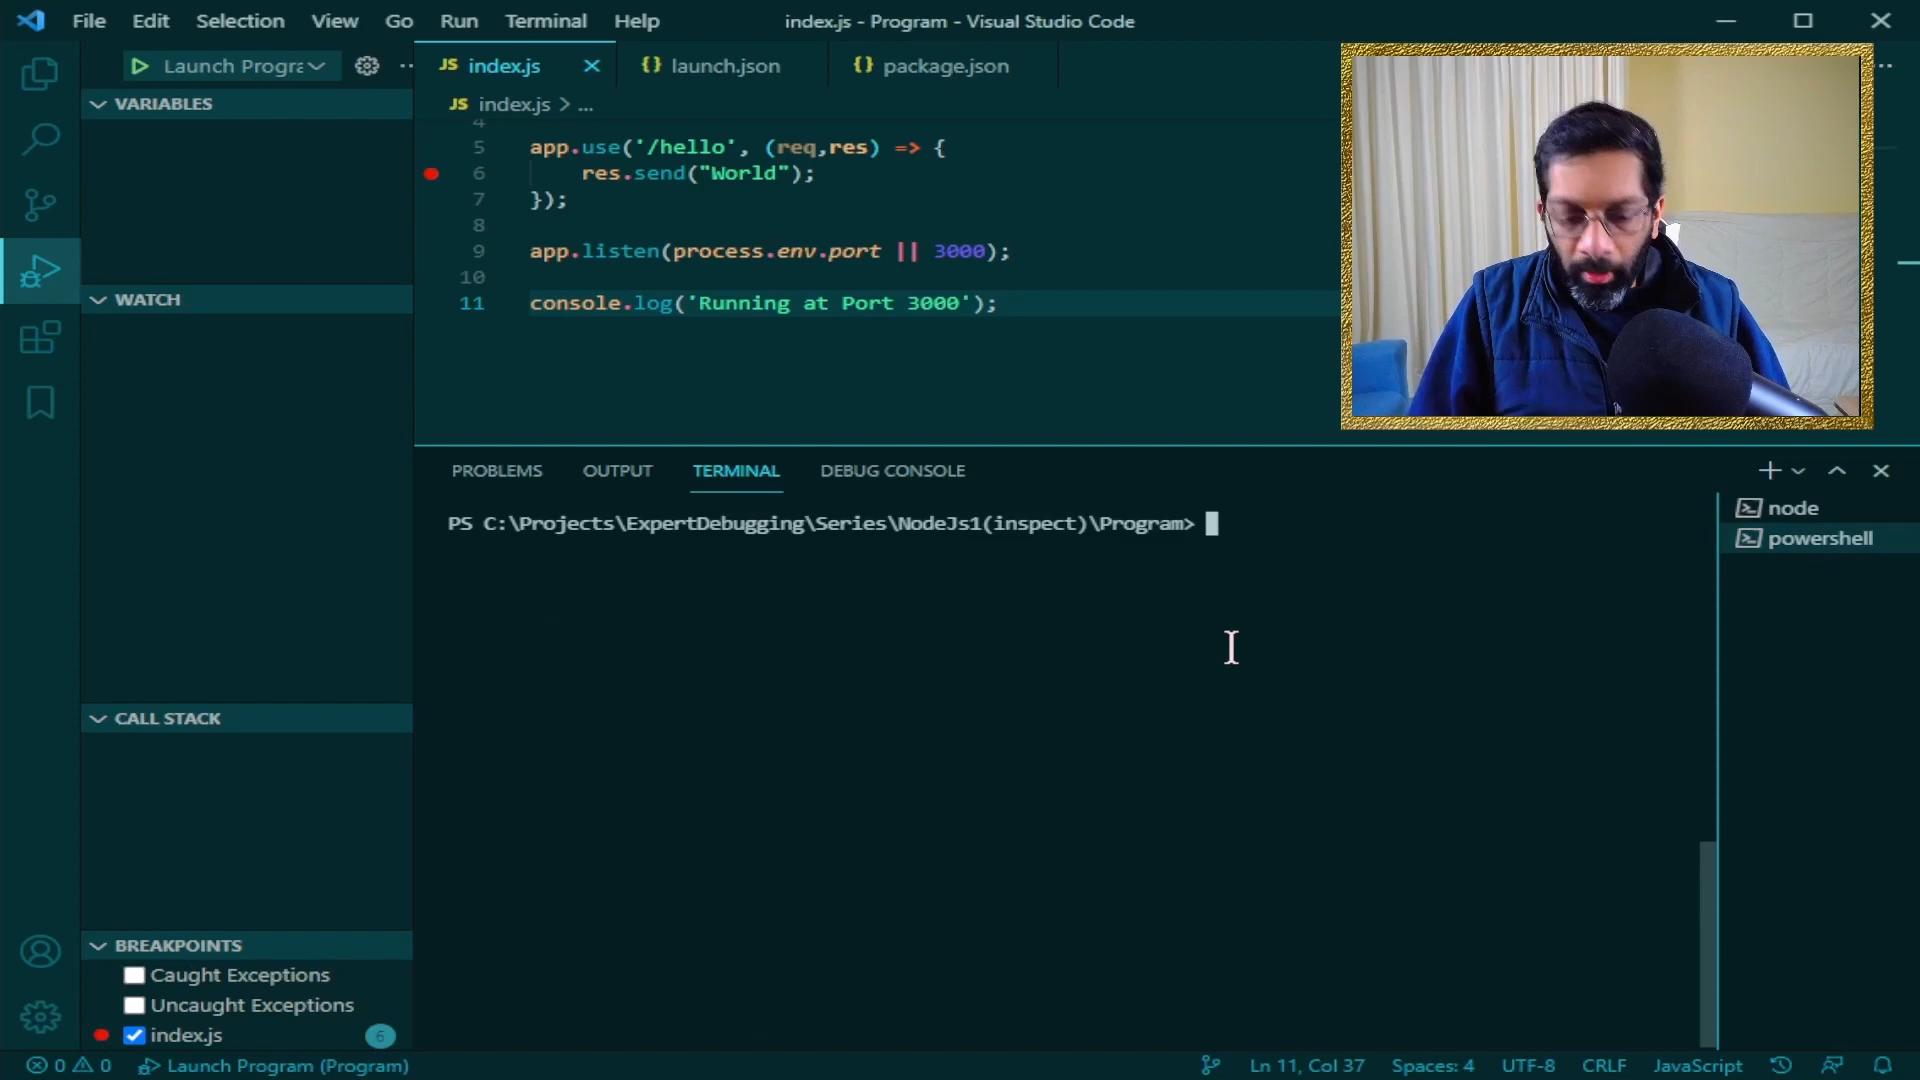 File Edit Selection View Go Run Terminal Help index.js - Program - Visual Studio Code
Launch Progra
JS index.js
{} launch.json
{} package.json
JS index.js > ...
VARIABLES
WATCH
CALL STACK
BREAKPOINTS
Caught Exceptions
Uncaught Exceptions
index.js 6
4
5 app.use('/hello', (req,res) => {
6 res.send("World");
7 });
8
9 app.listen(process.env.port || 3000);
10
11 console.log('Running at Port 3000');
PROBLEMS OUTPUT TERMINAL DEBUG CONSOLE
PS C:\Projects\ExpertDebugging\Series\NodeJs1(inspect)\Program>
node
powershell
0 0 Launch Program (Program) Ln 11, Col 37 Spaces: 4 UTF-8 CRLF JavaScript